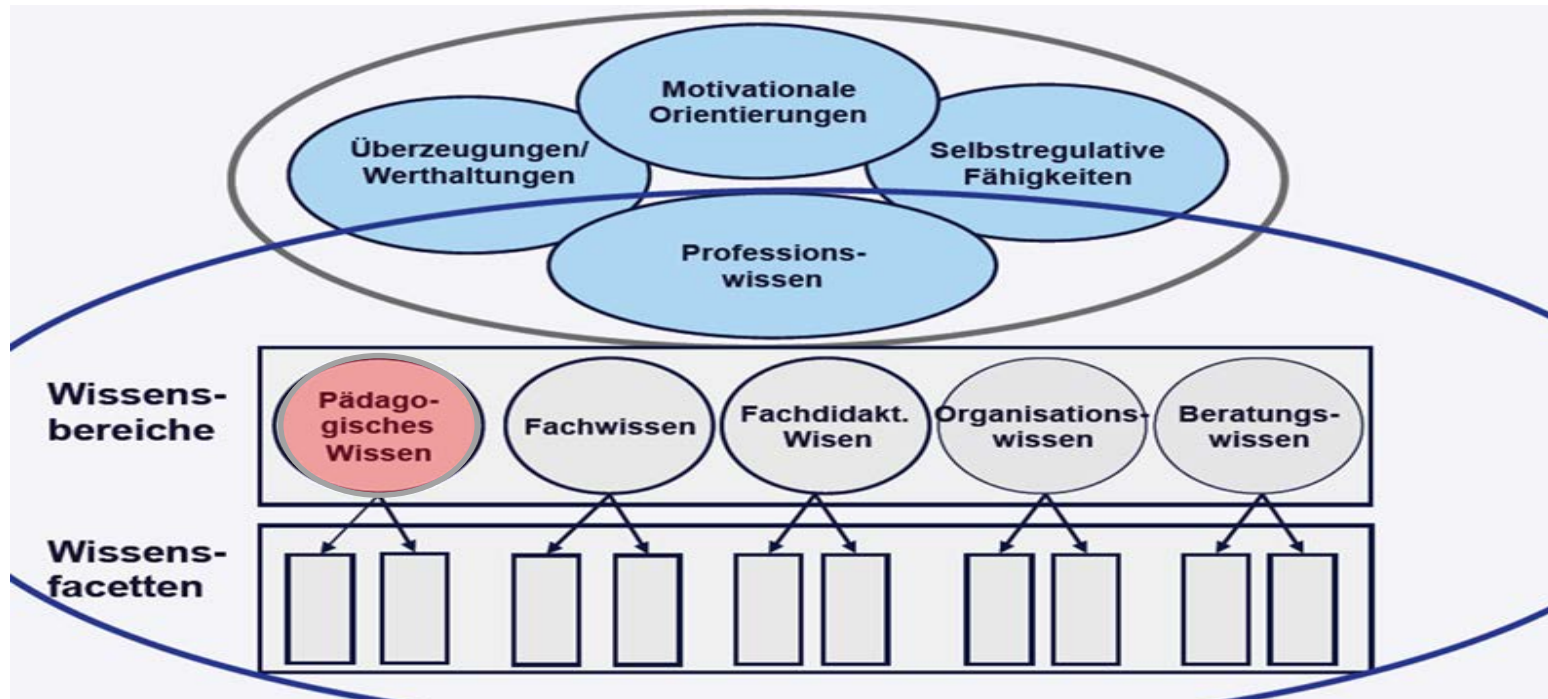 Motivationale
Orientierungen
Überzeugungen/
Werthaltungen
Selbstregulative
Fähigkeiten
Professions-
wissen
Wissens-
bereiche
Pädago-
gisches
Wissen
Fachwissen
Fachdidakt.
Wisen
Organisations-
wissen
Beratungs-
wissen
Wissens-
facetten